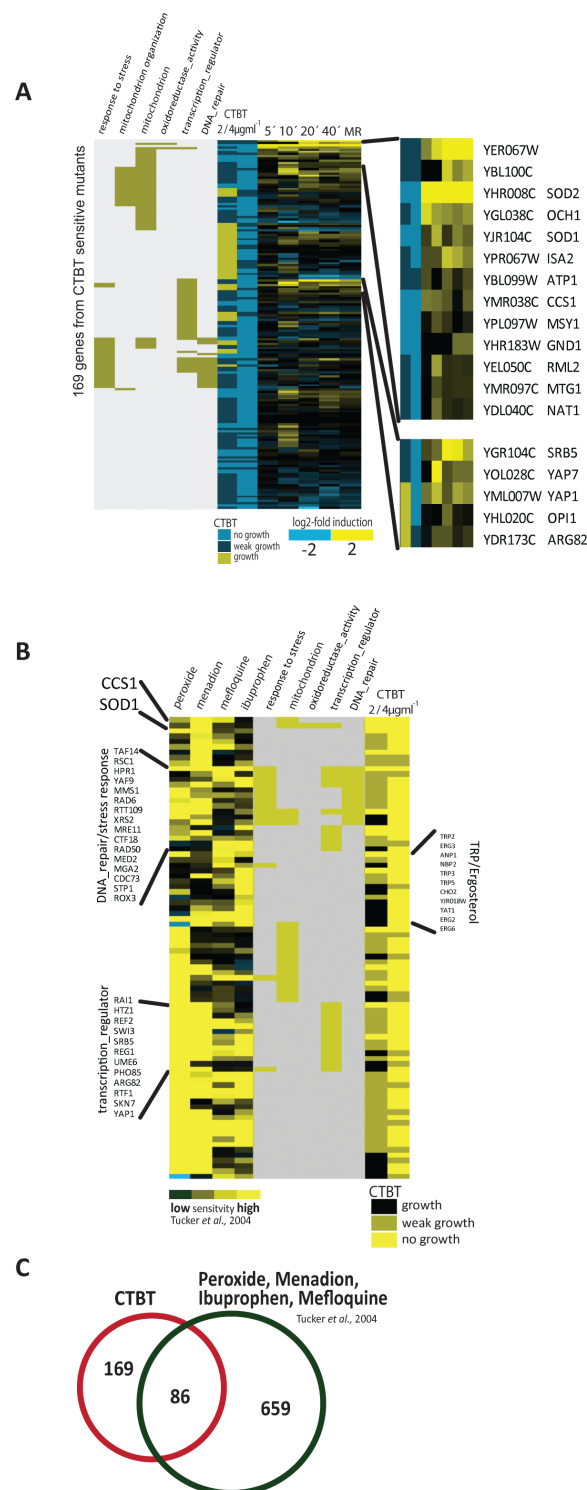 A
response to stress
mitochondrion organization
mitochondrion
oxidoreductase_activity
transcription_regulator
DNA_repair
CTBT
2/4µgml-1
5´ 10´ 20´ 40´ MR
169 genes from CTBT sensitive mutants
YER067W
YBL100C
YHR008C SOD2
YGL038C OCH1
YJR104C SOD1
YPR067W ISA2
YBL099W ATP1
YMR038C CCS1
YPL097W MSY1
YHR183W GND1
YEL050C RML2
YMR097C MTG1
YDL040C NAT1
YGR104C SRB5
YOL028C YAP7
YML007W YAP1
YHL020C OPI1
YDR173C ARG82
CTBT
no growth
weak growth
growth
log2-fold induction
-2 2
B
peroxide
menadion
mefloquine
ibuprophen
response to stress
mitochondrion
oxidoreductase_activity
transcription_regulator
DNA_repair
CTBT
2/4µgml-1
CCS1
SOD1
DNA_repair/stress response
TAF14
RSC1
HPR1
YAF9
MMS1
RAD6
RTT109
XRS2
MRE11
CTF18
RAD50
MED2
MGA2
CDC73
STP1
ROX3
TRP2
ERG3
ANP1
NBP2
TRP3
TRP5
CHO2
YJR018W
TAT1
ERG2
ERG6
TRP/Ergosterol
transcription_regulator
RAI1
HTZ1
REF2
SWI3
SRB5
REG1
UME6
PHO85
ARG82
RTF1
SKN7
YAP1
low sensitvity high
Tucker et al., 2004
CTBT
growth
weak growth
no growth
C
CTBT
Peroxide, Menadion,
Ibuprophen, Mefloquine
Tucker et al., 2004
169
86
659